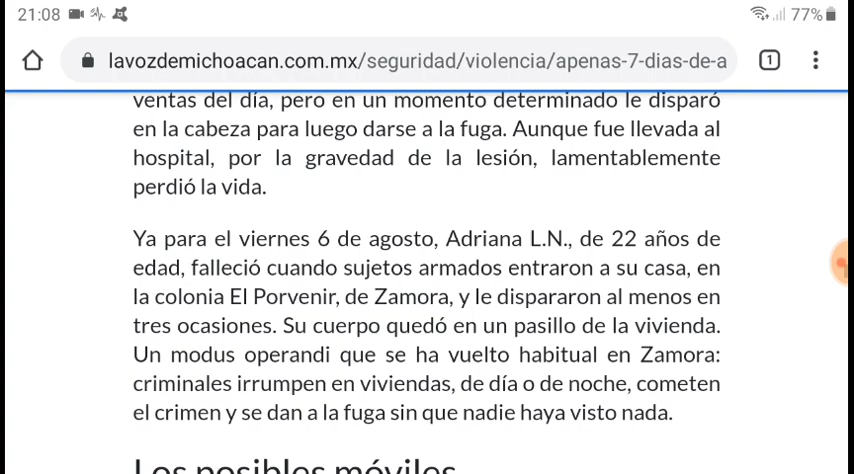 21:08 77%
lavozdemichoacan.com.mx/seguridad/violencia/apenas-7-dias-de-a 1
ventas del día, pero en un momento determinado le disparó
en la cabeza para luego darse a la fuga. Aunque fue llevada al
hospital, por la gravedad de la lesión, lamentablemente
perdió la vida.
Ya para el viernes 6 de agosto, Adriana L.N., de 22 años de
edad, falleció cuando sujetos armados entraron a su casa, en
la colonia El Porvenir, de Zamora, y le dispararon al menos en
tres ocasiones. Su cuerpo quedó en un pasillo de la vivienda.
Un modus operandi que se ha vuelto habitual en Zamora:
criminales irrumpen en viviendas, de día o de noche, cometen
el crimen y se dan a la fuga sin que nadie haya visto nada.
Los posibles móviles